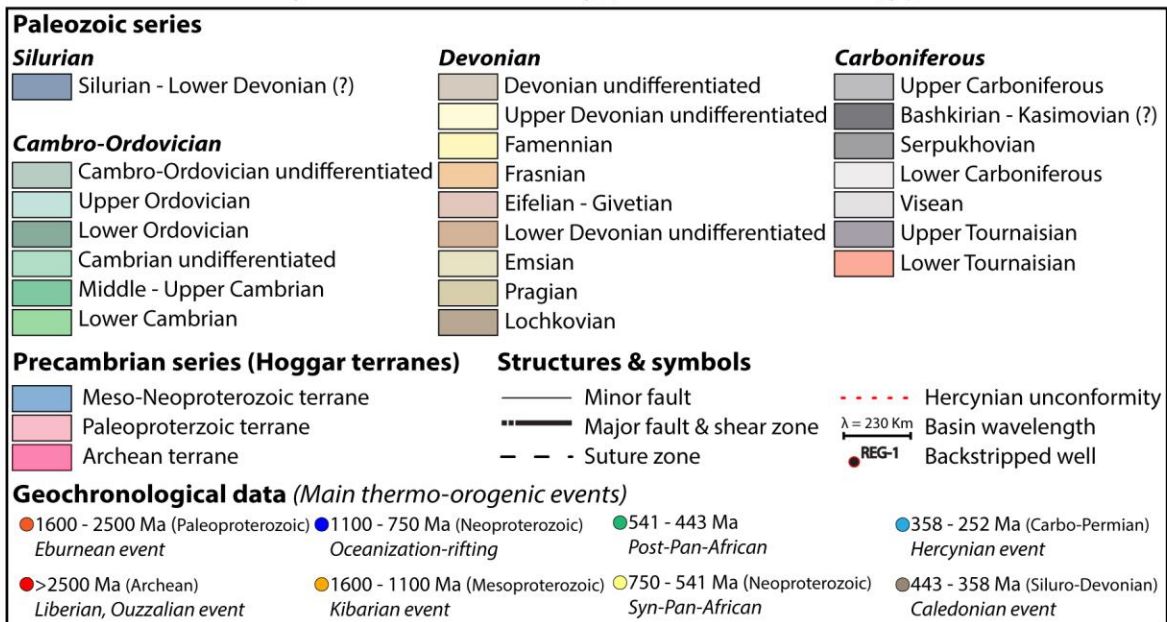 Paleozoic series
Silurian
Silurian - Lower Devonian (?)
Cambro-Ordovician
Cambro-Ordovician undifferentiated
Upper Ordovician
Lower Ordovician
Cambrian undifferentiated
Middle - Upper Cambrian
Lower Cambrian
Devonian
Devonian undifferentiated
Upper Devonian undifferentiated
Famennian
Frasnian
Eifelian - Givetian
Lower Devonian undifferentiated
Emsian
Pragian
Lochkovian
Carboniferous
Upper Carboniferous
Bashkirian - Kasimovian (?)
Serpukhovian
Lower Carboniferous
Visean
Upper Tournaisian
Lower Tournaisian
Precambrian series (Hoggar terranes)
Meso-Neoproterozoic terrane
Paleoproterzoic terrane
Archean terrane
Structures & symbols
Minor fault
Major fault & shear zone
Suture zone
Hercynian unconformity
λ = 230 Km Basin wavelength
REG-1 Backstripped well
Geochronological data (Main thermo-orogenic events)
1600 - 2500 Ma (Paleoproterozoic)
Eburnean event
1100 - 750 Ma (Neoproterozoic)
Oceanization-rifting
541 - 443 Ma
Post-Pan-African
358 - 252 Ma (Carbo-Permian)
Hercynian event
>2500 Ma (Archean)
Liberian, Ouzzalian event
1600 - 1100 Ma (Mesoproterozoic)
Kibarian event
750 - 541 Ma (Neoproterozoic)
Syn-Pan-African
443 - 358 Ma (Siluro-Devonian)
Caledonian event